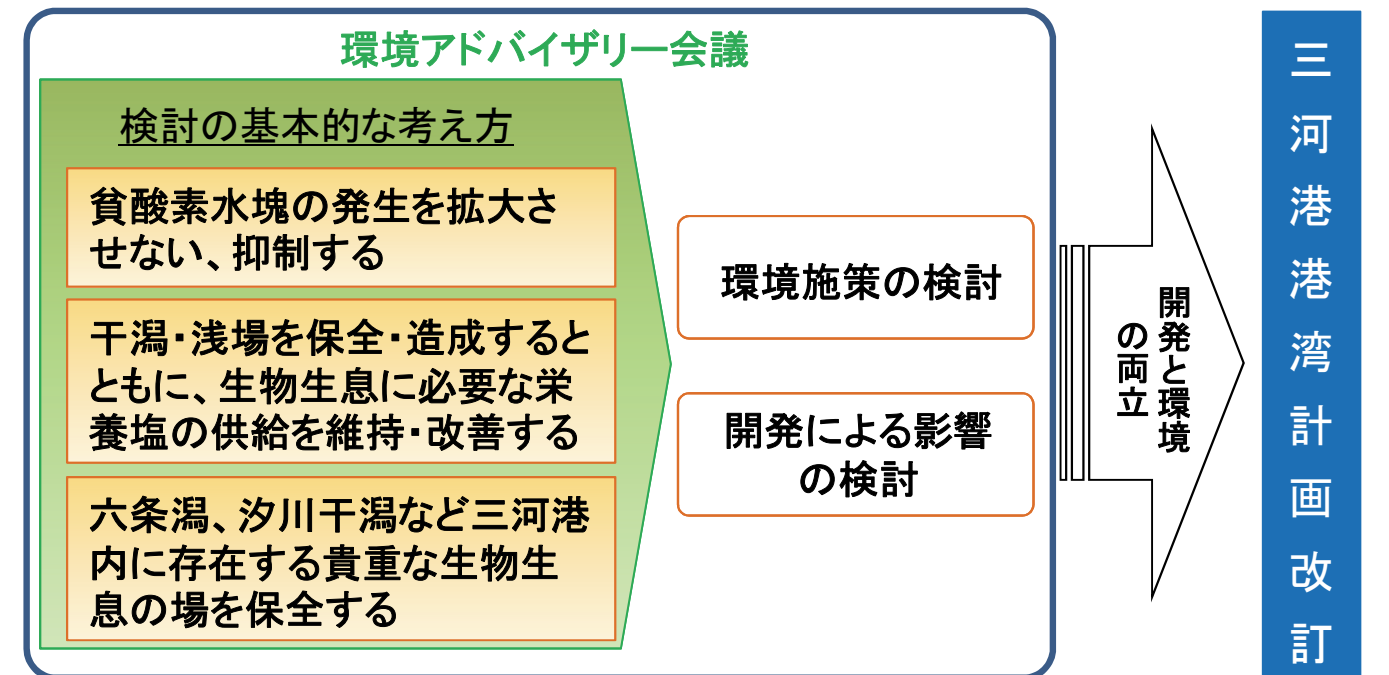 環境アドバイザリー会議
検討の基本的な考え方
貧酸素水塊の発生を拡大さ
せない、抑制する
干潟・浅場を保全・造成すると
ともに、生物生息に必要な栄
養塩の供給を維持・改善する
六条潟、汐川干潟など三河港
内に存在する貴重な生物生
息の場を保全する
環境施策の検討
開発による影響
の検討
開発と環境
の両立
三河港港湾計画改訂